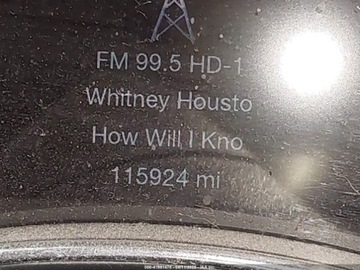 FM 99.5 HD-1
Whitney Housto
How Will I Kno
115924 mi